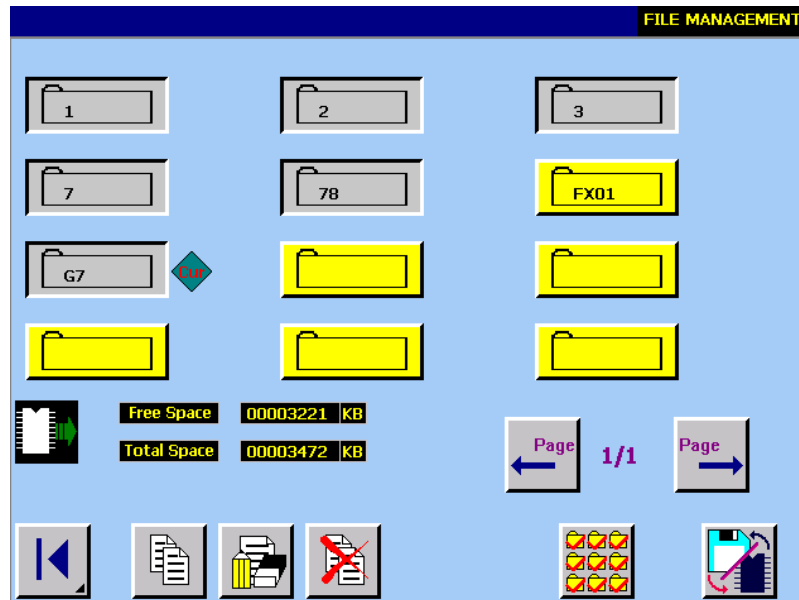 FILE MANAGEMENT
1 2 3
7 78 FX01
G7 Cur
Free Space 00003221 KB
Total Space 00003472 KB
Page 1/1 Page